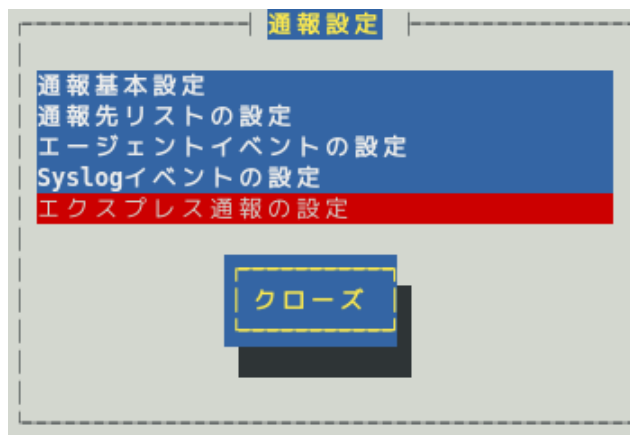 通報設定
通報基本設定
通報先リストの設定
エージェントイベントの設定
Syslogイベントの設定
エクスプレス通報の設定
クローズ